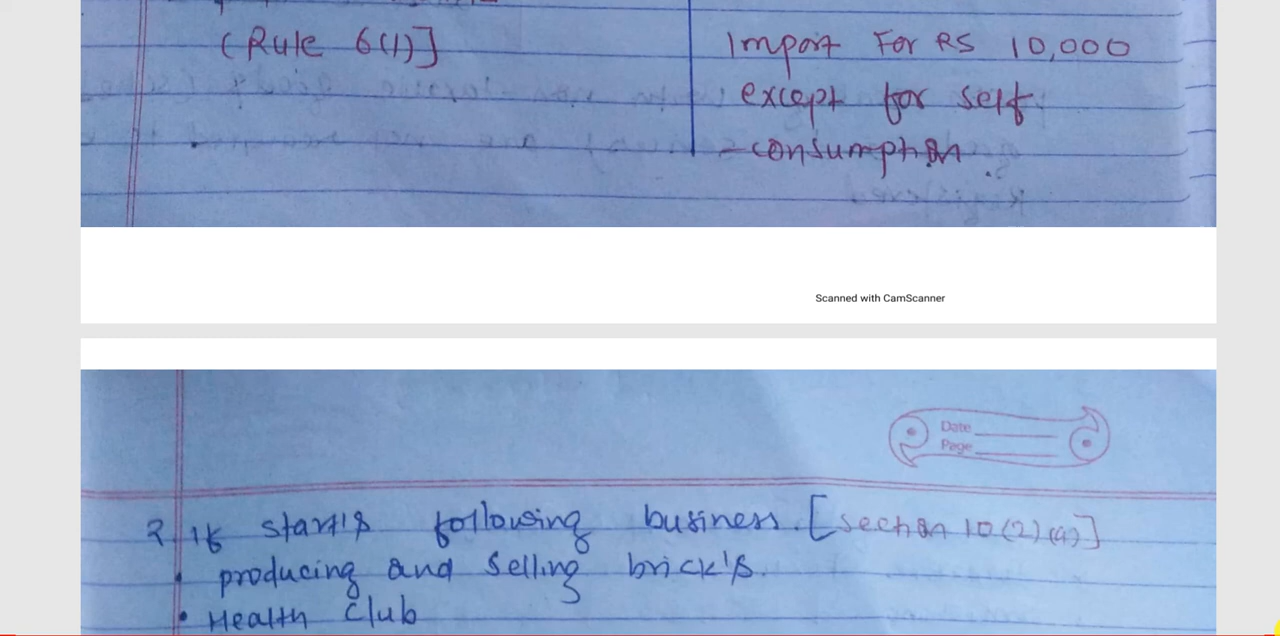 (Rule 6(1)]
Import For RS 10,000
except for self
-consumption.
Scanned with CamScanner
Date
Page
2. If start's following business. [section 10(2)(a)]
• producing and selling brick's.
• Health Club